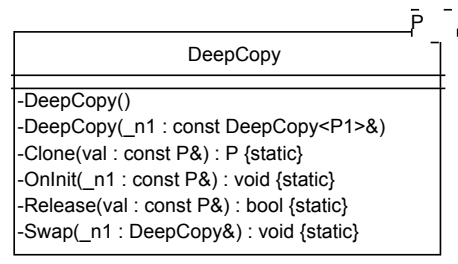 P
DeepCopy
-DeepCopy()
-DeepCopy(_n1 : const DeepCopy<P1>&)
-Clone(val : const P&) : P {static}
-OnInit(_n1 : const P&) : void {static}
-Release(val : const P&) : bool {static}
-Swap(_n1 : DeepCopy&) : void {static}